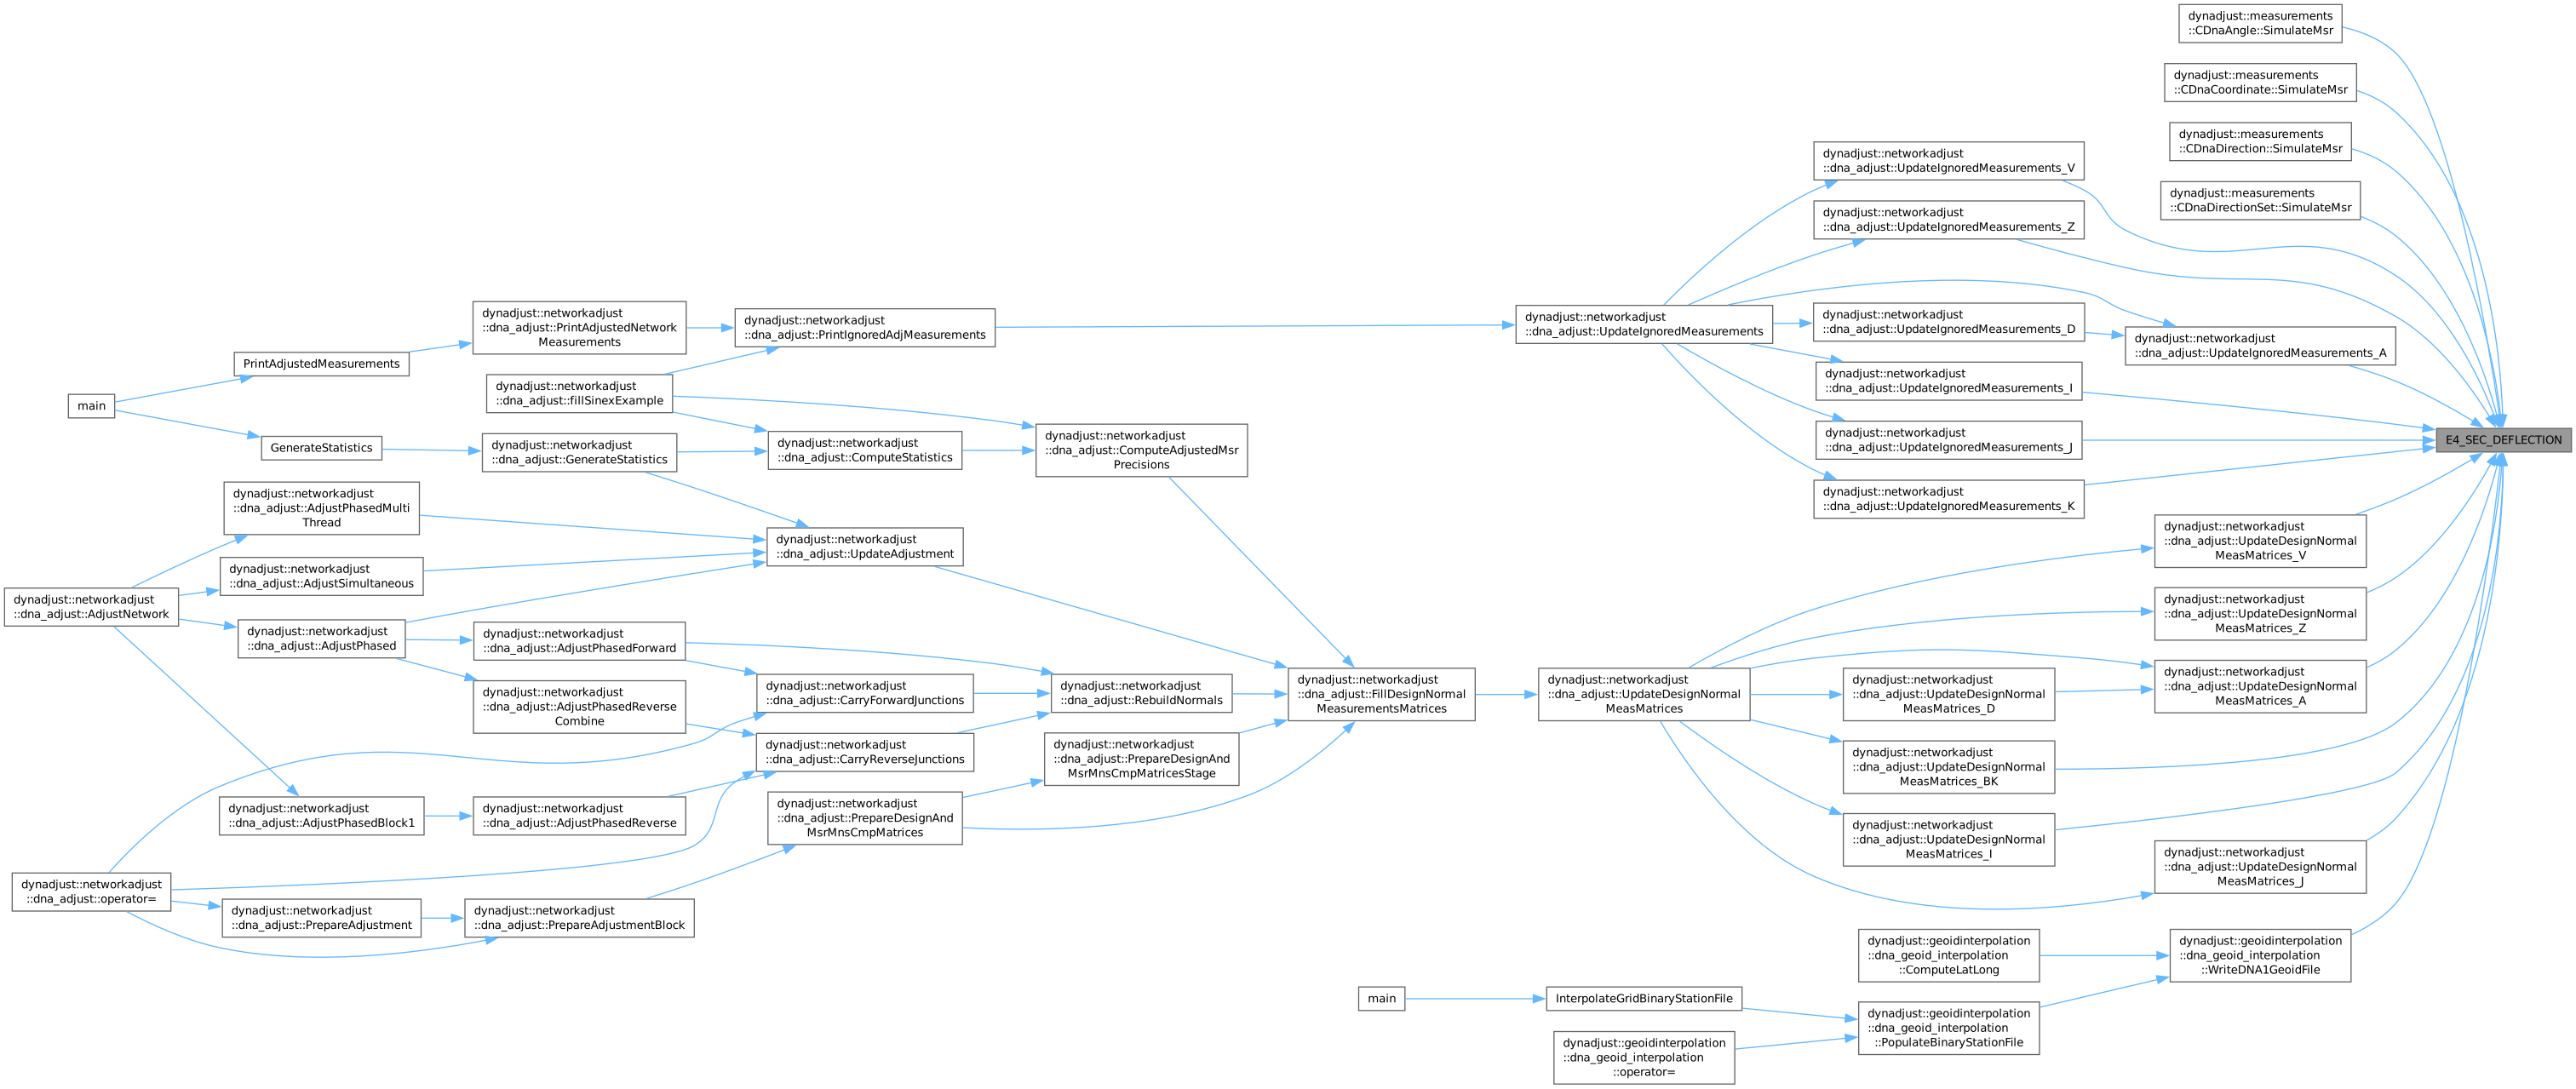 dynadjust::measurements
::CDnaAngle::SimulateMsr
dynadjust::measurements
::CDnaCoordinate::SimulateMsr
dynadjust::measurements
::CDnaDirection::SimulateMsr
dynadjust::measurements
::CDnaDirectionSet::SimulateMsr
dynadjust::networkadjust
::dna_adjust::UpdateIgnoredMeasurements_V
dynadjust::networkadjust
::dna_adjust::UpdateIgnoredMeasurements_Z
dynadjust::networkadjust
::dna_adjust::UpdateIgnoredMeasurements_D
dynadjust::networkadjust
::dna_adjust::UpdateIgnoredMeasurements_A
dynadjust::networkadjust
::dna_adjust::UpdateIgnoredMeasurements_I
dynadjust::networkadjust
::dna_adjust::UpdateIgnoredMeasurements_J
dynadjust::networkadjust
::dna_adjust::UpdateIgnoredMeasurements_K
E4_SEC_DEFLECTION
dynadjust::networkadjust
::dna_adjust::UpdateIgnoredMeasurements
dynadjust::networkadjust
::dna_adjust::PrintIgnoredAdjMeasurements
dynadjust::networkadjust
::dna_adjust::PrintAdjustedNetwork
Measurements
PrintAdjustedMeasurements
main
dynadjust::networkadjust
::dna_adjust::fillSinexExample
GenerateStatistics
dynadjust::networkadjust
::dna_adjust::GenerateStatistics
dynadjust::networkadjust
::dna_adjust::ComputeStatistics
dynadjust::networkadjust
::dna_adjust::ComputeAdjustedMsr
Precisions
dynadjust::networkadjust
::dna_adjust::AdjustPhasedMulti
Thread
dynadjust::networkadjust
::dna_adjust::UpdateAdjustment
dynadjust::networkadjust
::dna_adjust::AdjustSimultaneous
dynadjust::networkadjust
::dna_adjust::AdjustNetwork
dynadjust::networkadjust
::dna_adjust::AdjustPhased
dynadjust::networkadjust
::dna_adjust::AdjustPhasedForward
dynadjust::networkadjust
::dna_adjust::AdjustPhasedReverse
Combine
dynadjust::networkadjust
::dna_adjust::CarryForwardJunctions
dynadjust::networkadjust
::dna_adjust::RebuildNormals
dynadjust::networkadjust
::dna_adjust::FillDesignNormal
MeasurementsMatrices
dynadjust::networkadjust
::dna_adjust::UpdateDesignNormal
MeasMatrices
dynadjust::networkadjust
::dna_adjust::UpdateDesignNormal
MeasMatrices_V
dynadjust::networkadjust
::dna_adjust::UpdateDesignNormal
MeasMatrices_Z
dynadjust::networkadjust
::dna_adjust::UpdateDesignNormal
MeasMatrices_A
dynadjust::networkadjust
::dna_adjust::UpdateDesignNormal
MeasMatrices_D
dynadjust::networkadjust
::dna_adjust::UpdateDesignNormal
MeasMatrices_BK
dynadjust::networkadjust
::dna_adjust::UpdateDesignNormal
MeasMatrices_I
dynadjust::networkadjust
::dna_adjust::UpdateDesignNormal
MeasMatrices_J
dynadjust::networkadjust
::dna_adjust::CarryReverseJunctions
dynadjust::networkadjust
::dna_adjust::PrepareDesignAnd
MsrMnsCmpMatricesStage
dynadjust::networkadjust
::dna_adjust::AdjustPhasedBlock1
dynadjust::networkadjust
::dna_adjust::AdjustPhasedReverse
dynadjust::networkadjust
::dna_adjust::PrepareDesignAnd
MsrMnsCmpMatrices
dynadjust::networkadjust
::dna_adjust::operator=
dynadjust::networkadjust
::dna_adjust::PrepareAdjustment
dynadjust::networkadjust
::dna_adjust::PrepareAdjustmentBlock
dynadjust::geoidinterpolation
::dna_geoid_interpolation
::ComputeLatLong
dynadjust::geoidinterpolation
::dna_geoid_interpolation
::WriteDNA1GeoidFile
main
InterpolateGridBinaryStationFile
dynadjust::geoidinterpolation
::dna_geoid_interpolation
::PopulateBinaryStationFile
dynadjust::geoidinterpolation
::dna_geoid_interpolation
::operator=